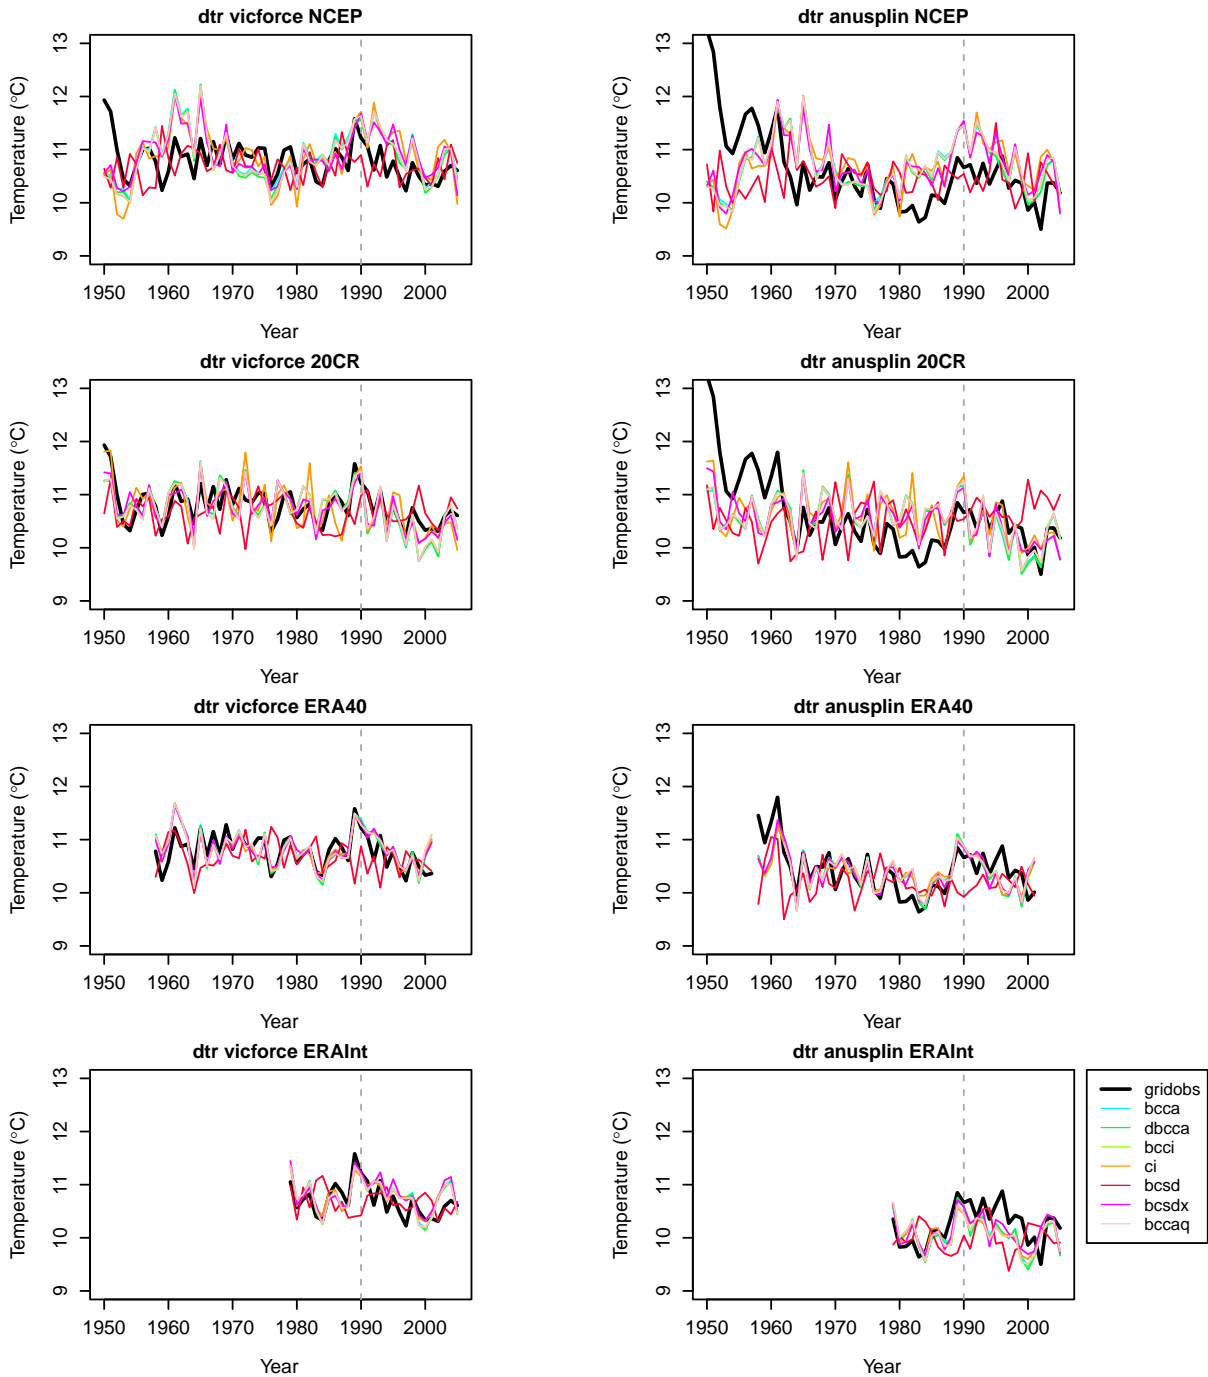 dtr vicforce NCEP
Temperature (°C)
13
12
11
10
9
1950 1960 1970 1980 1990 2000
Year
dtr anusplin NCEP
Temperature (°C)
13
12
11
10
9
1950 1960 1970 1980 1990 2000
Year
dtr vicforce 20CR
Temperature (°C)
13
12
11
10
9
1950 1960 1970 1980 1990 2000
Year
dtr anusplin 20CR
Temperature (°C)
13
12
11
10
9
1950 1960 1970 1980 1990 2000
Year
dtr vicforce ERA40
Temperature (°C)
13
12
11
10
9
1950 1960 1970 1980 1990 2000
Year
dtr anusplin ERA40
Temperature (°C)
13
12
11
10
9
1950 1960 1970 1980 1990 2000
Year
dtr vicforce ERAInt
Temperature (°C)
13
12
11
10
9
1950 1960 1970 1980 1990 2000
Year
dtr anusplin ERAInt
Temperature (°C)
13
12
11
10
9
1950 1960 1970 1980 1990 2000
Year
gridobs
bcca
dbcca
bcci
ci
bcsd
bcsdx
bccaq